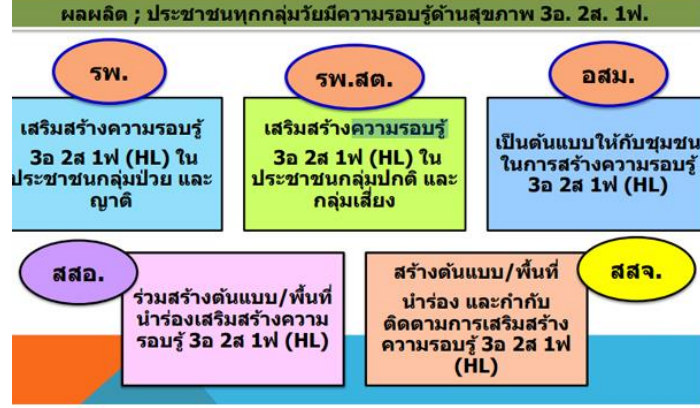 ผลผลิต ; ประชาชนทุกกลุ่มวัยมีความรอบรู้ด้านสุขภาพ 3อ. 2ส. 1ฟ.
รพ.
เสริมสร้างความรอบรู้
3อ 2ส 1ฟ (HL) ใน
ประชาชนกลุ่มป่วย และ
ญาติ
รพ.สต.
เสริมสร้างความรอบรู้
3อ 2ส 1ฟ (HL) ใน
ประชาชนกลุ่มปกติ และ
กลุ่มเสี่ยง
อสม.
เป็นต้นแบบให้กับชุมชน
ในการสร้างความรอบรู้
3อ 2ส 1ฟ (HL)
สสอ.
ร่วมสร้างต้นแบบ/พื้นที่
นำร่องเสริมสร้างความ
รอบรู้ 3อ 2ส 1ฟ (HL)
สสจ.
สร้างต้นแบบ/พื้นที่
นำร่อง และกำกับ
ติดตามการเสริมสร้าง
ความรอบรู้ 3อ 2ส 1ฟ
(HL)